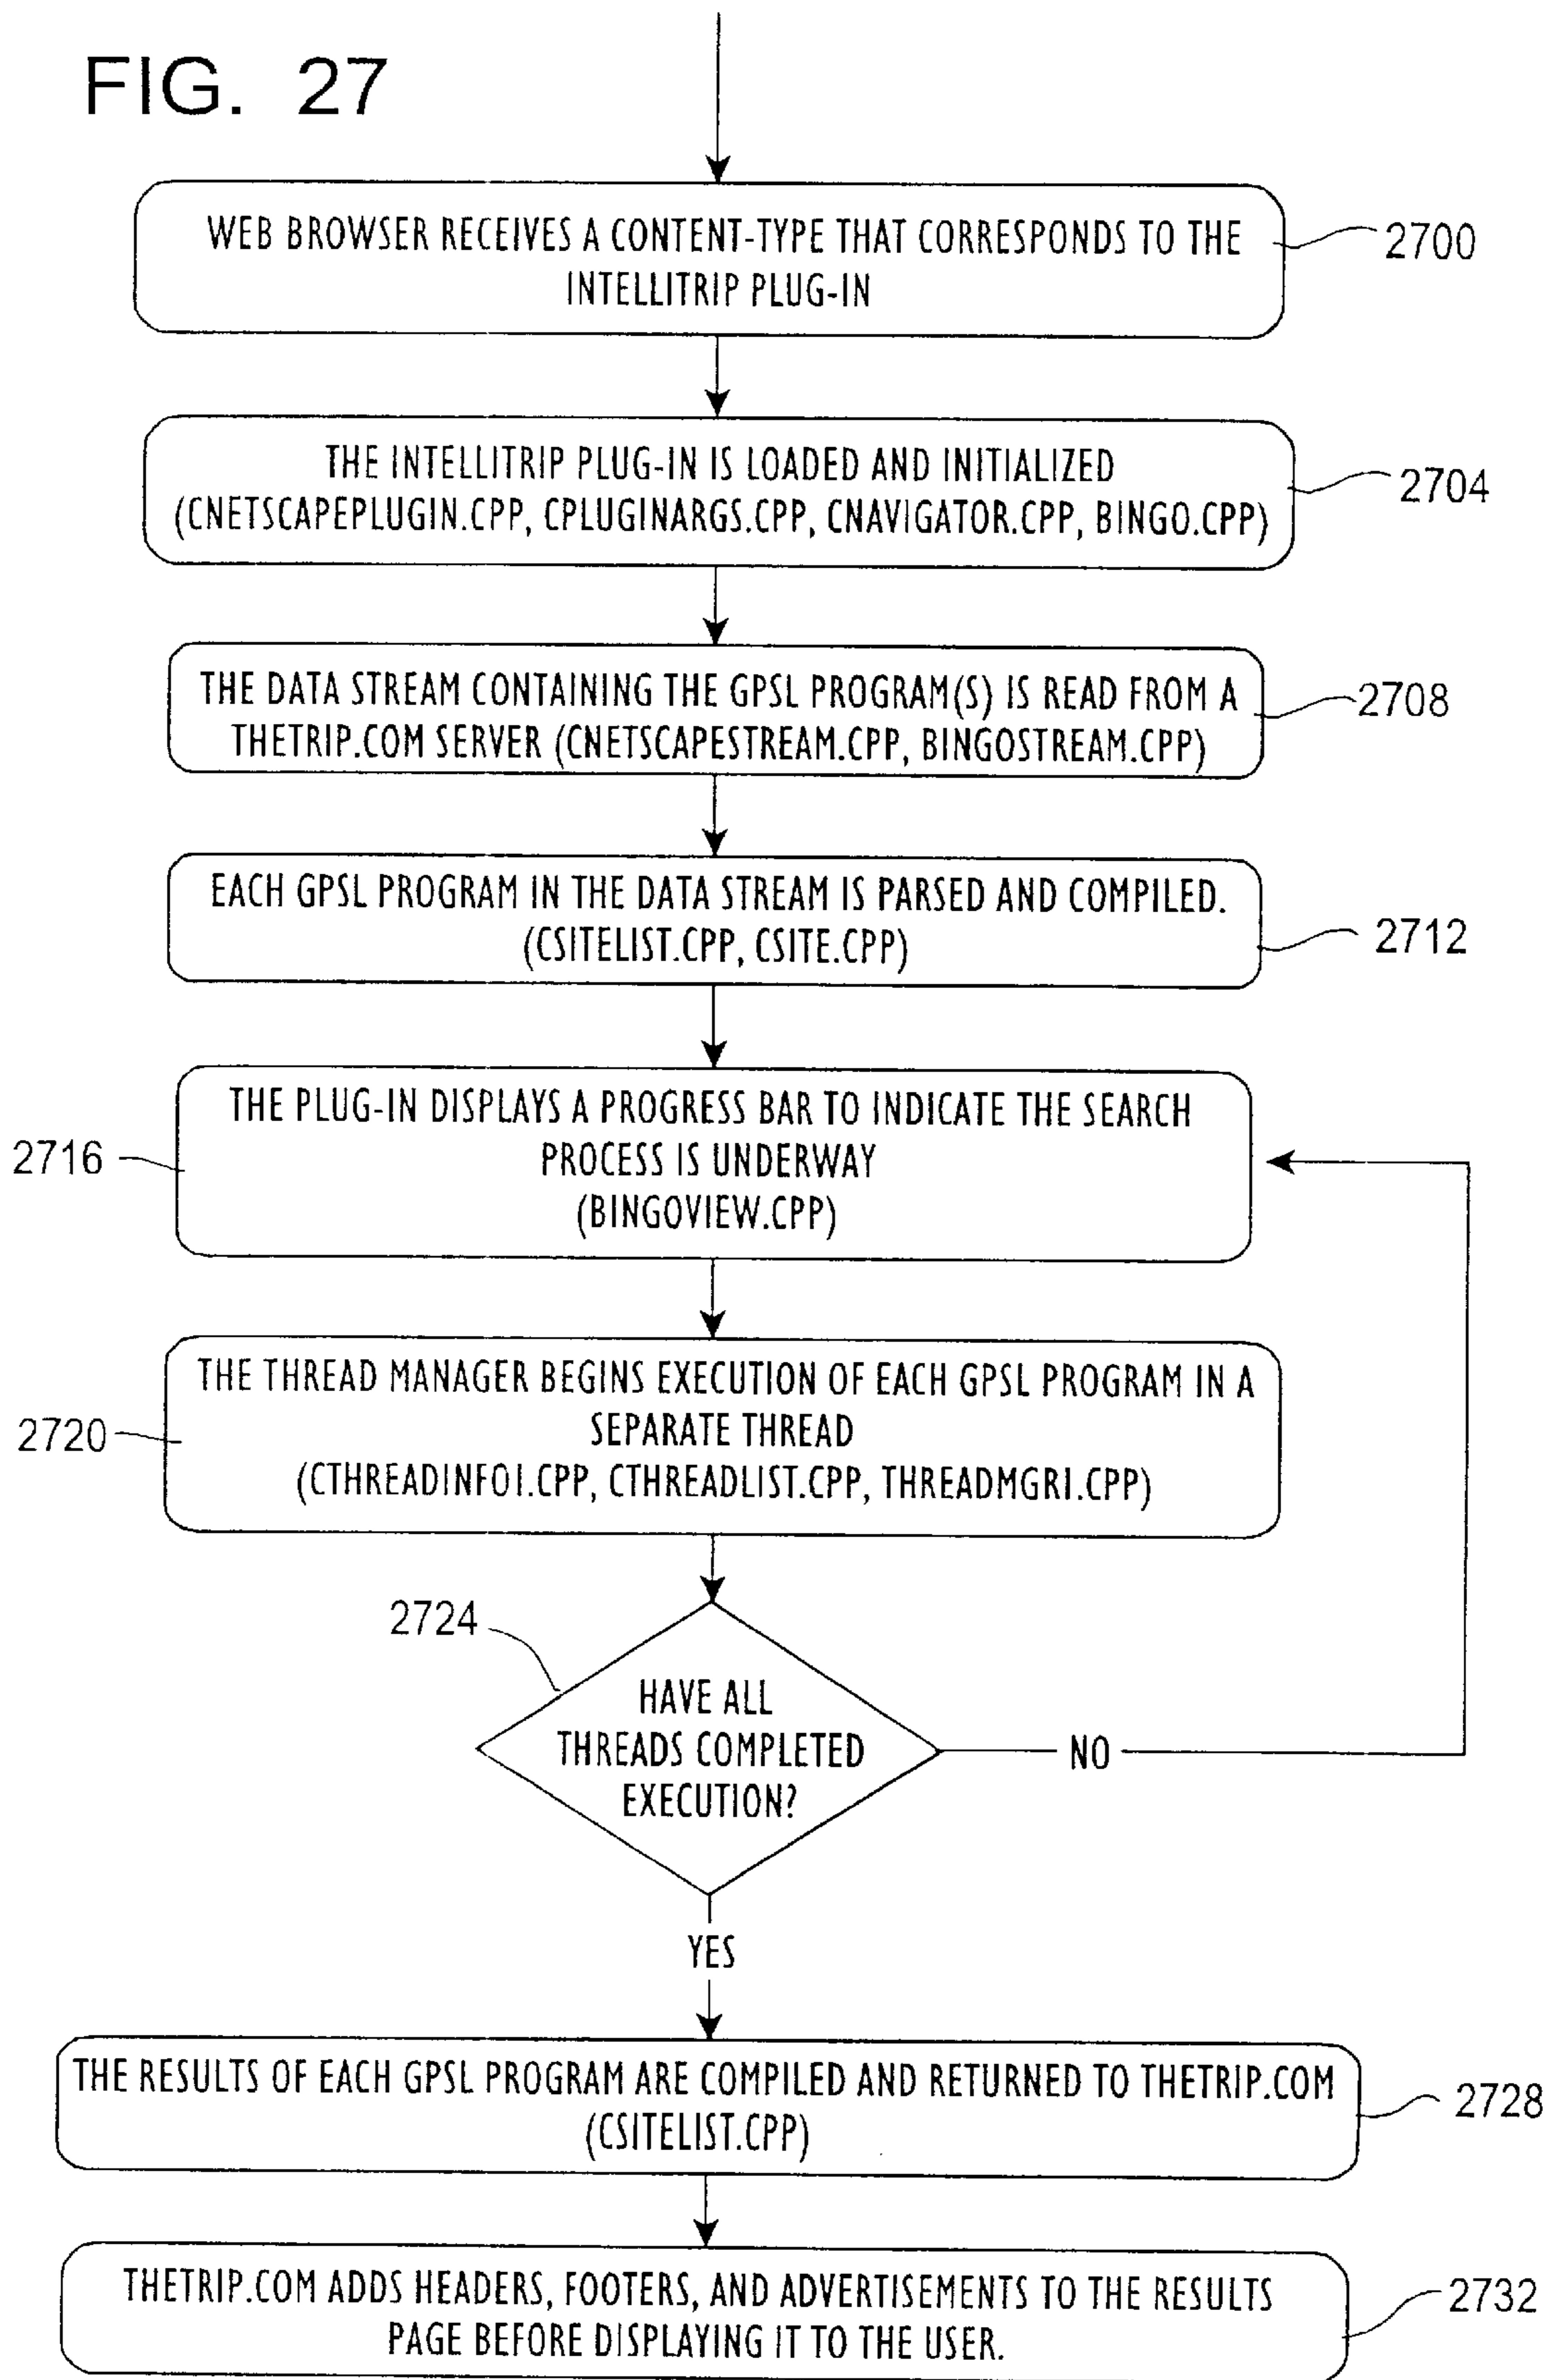 FIG. 27
WEB BROWSER RECEIVES A CONTENT-TYPE THAT CORRESPONDS TO THE
INTELLITRIP PLUG-IN
2700
THE INTELLITRIP PLUG-IN IS LOADED AND INITIALIZED
(CNETSCAPEPLUGIN.CPP, CPLUGINARGS.CPP, CNAVIGATOR.CPP, BINGO.CPP)
2704
THE DATA STREAM CONTAINING THE GPSL PROGRAM(S) IS READ FROM A
THETRIP.COM SERVER (CNETSCAPESTREAM.CPP, BINGOSTREAM.CPP)
2708
EACH GPSL PROGRAM IN THE DATA STREAM IS PARSED AND COMPILED.
(CSITELIST.CPP, CSITE.CPP)
2712
THE PLUG-IN DISPLAYS A PROGRESS BAR TO INDICATE THE SEARCH
PROCESS IS UNDERWAY
(BINGOVIEW.CPP)
2716
THE THREAD MANAGER BEGINS EXECUTION OF EACH GPSL PROGRAM IN A
SEPARATE THREAD
(CTHREADINFOI.CPP, CTHREADLIST.CPP, THREADMGRI.CPP)
2720
2724
HAVE ALL
THREADS COMPLETED
EXECUTION?
NO
YES
THE RESULTS OF EACH GPSL PROGRAM ARE COMPILED AND RETURNED TO THETRIP.COM
(CSITELIST.CPP)
2728
THETRIP.COM ADDS HEADERS, FOOTERS, AND ADVERTISEMENTS TO THE RESULTS
PAGE BEFORE DISPLAYING IT TO THE USER.
2732